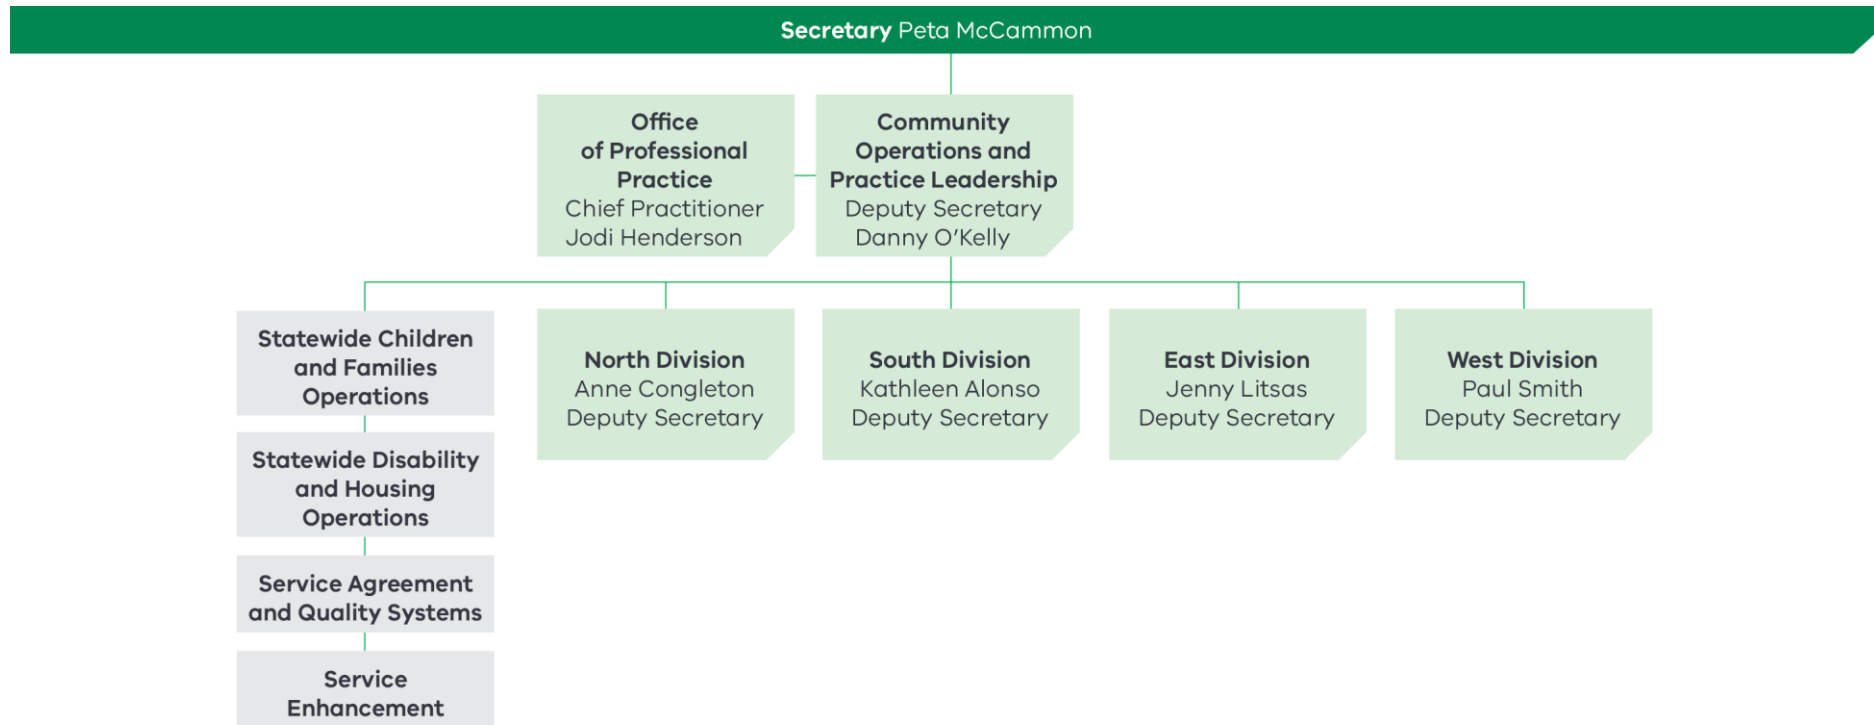 Secretary Peta McCammon
Office
of Professional
Practice
Chief Practitioner
Jodi Henderson
Community
Operations and
Practice Leadership
Deputy Secretary
Danny O’Kelly
Statewide Children
and Families
Operations
Statewide Disability
and Housing
Operations
Service Agreement
and Quality Systems
Service
Enhancement
North Division
Anne Congleton
Deputy Secretary
South Division
Kathleen Alonso
Deputy Secretary
East Division
Jenny Litsas
Deputy Secretary
West Division
Paul Smith
Deputy Secretary